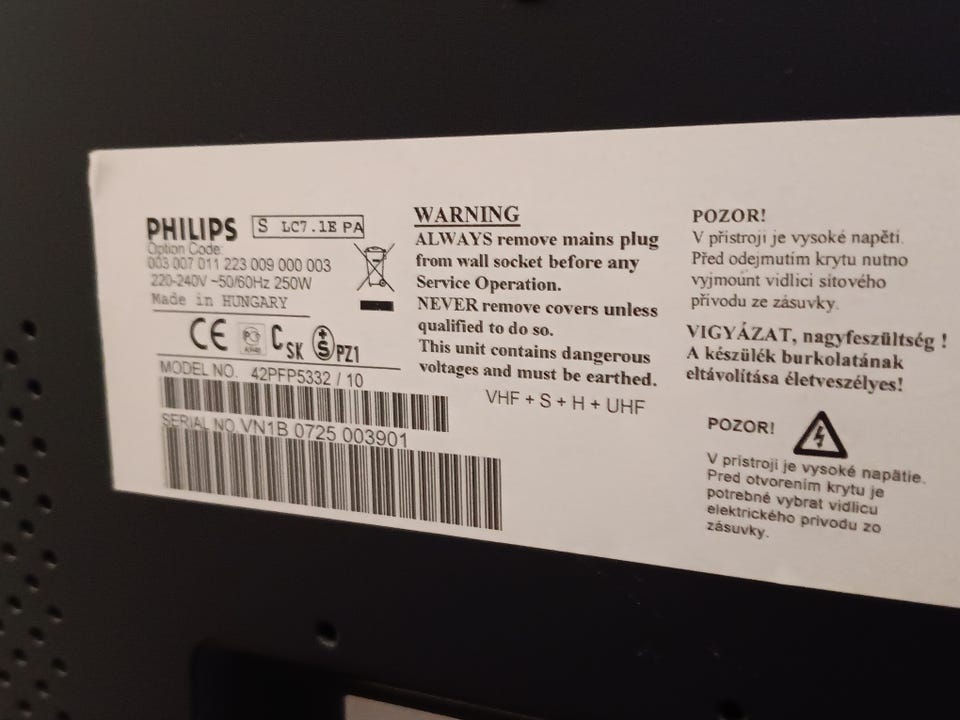 PHILIPS
S LC7.1E PA
Option Code:
003 007 011 223 009 000 003
220-240V ~50/60Hz 250W
Made in HUNGARY
CE
C SK
S PZ1
MODEL NO. 42PFP5332 / 10
SERIAL NO. VN1B 0725 003901
WARNING
ALWAYS remove mains plug
from wall socket before any
Service Operation.
NEVER remove covers unless
qualified to do so.
This unit contains dangerous
voltages and must be earthed.
VHF + S + H + UHF
POZOR!
V přístroji je vysoké napětí.
Před odejmutím krytu nutno
vyjmount vidlici síťového
přívodu ze zásuvky.
VIGYÁZAT, nagyfeszültség !
A készülék burkolatának
eltávolítása életveszélyes!
POZOR!
V pristroji je vysoké napätie.
Pred otvorením krytu je
potrebné vybrat vidlicu
elektrického privodu zo
zásuvky.